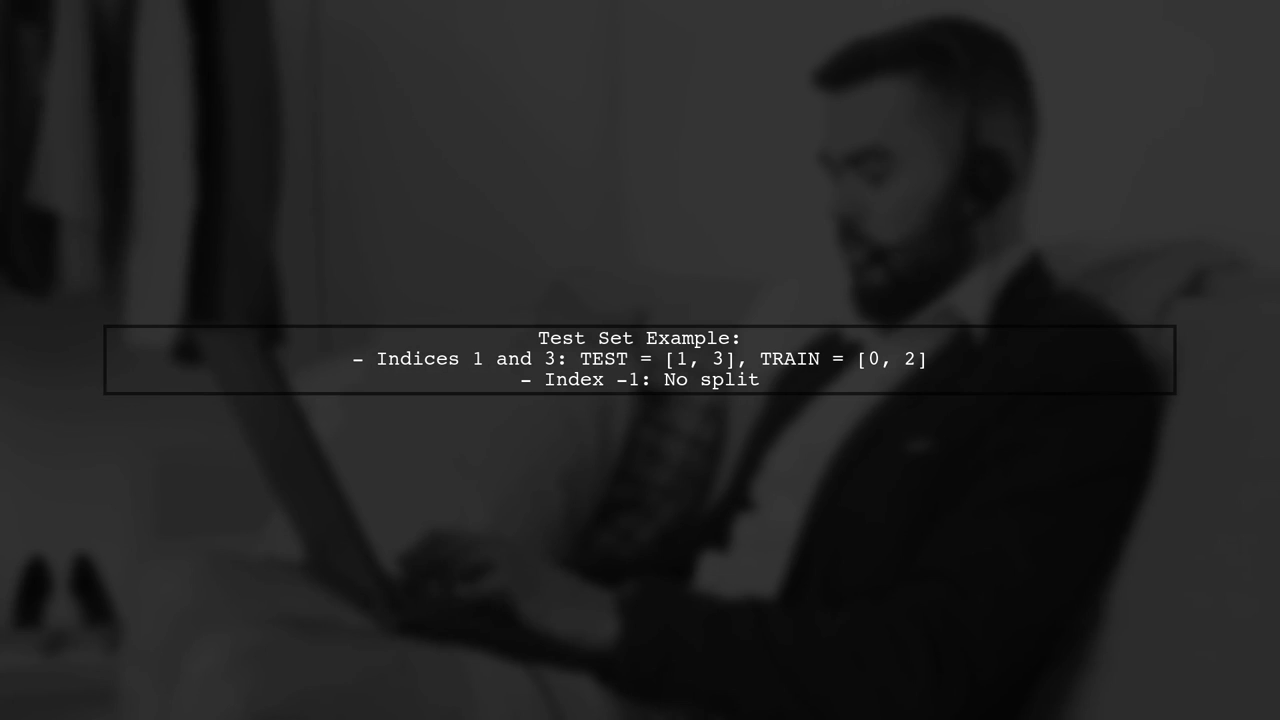 Test Set Example:
– Indices 1 and 3: TEST = [1, 3], TRAIN = [0, 2]
– Index -1: No split